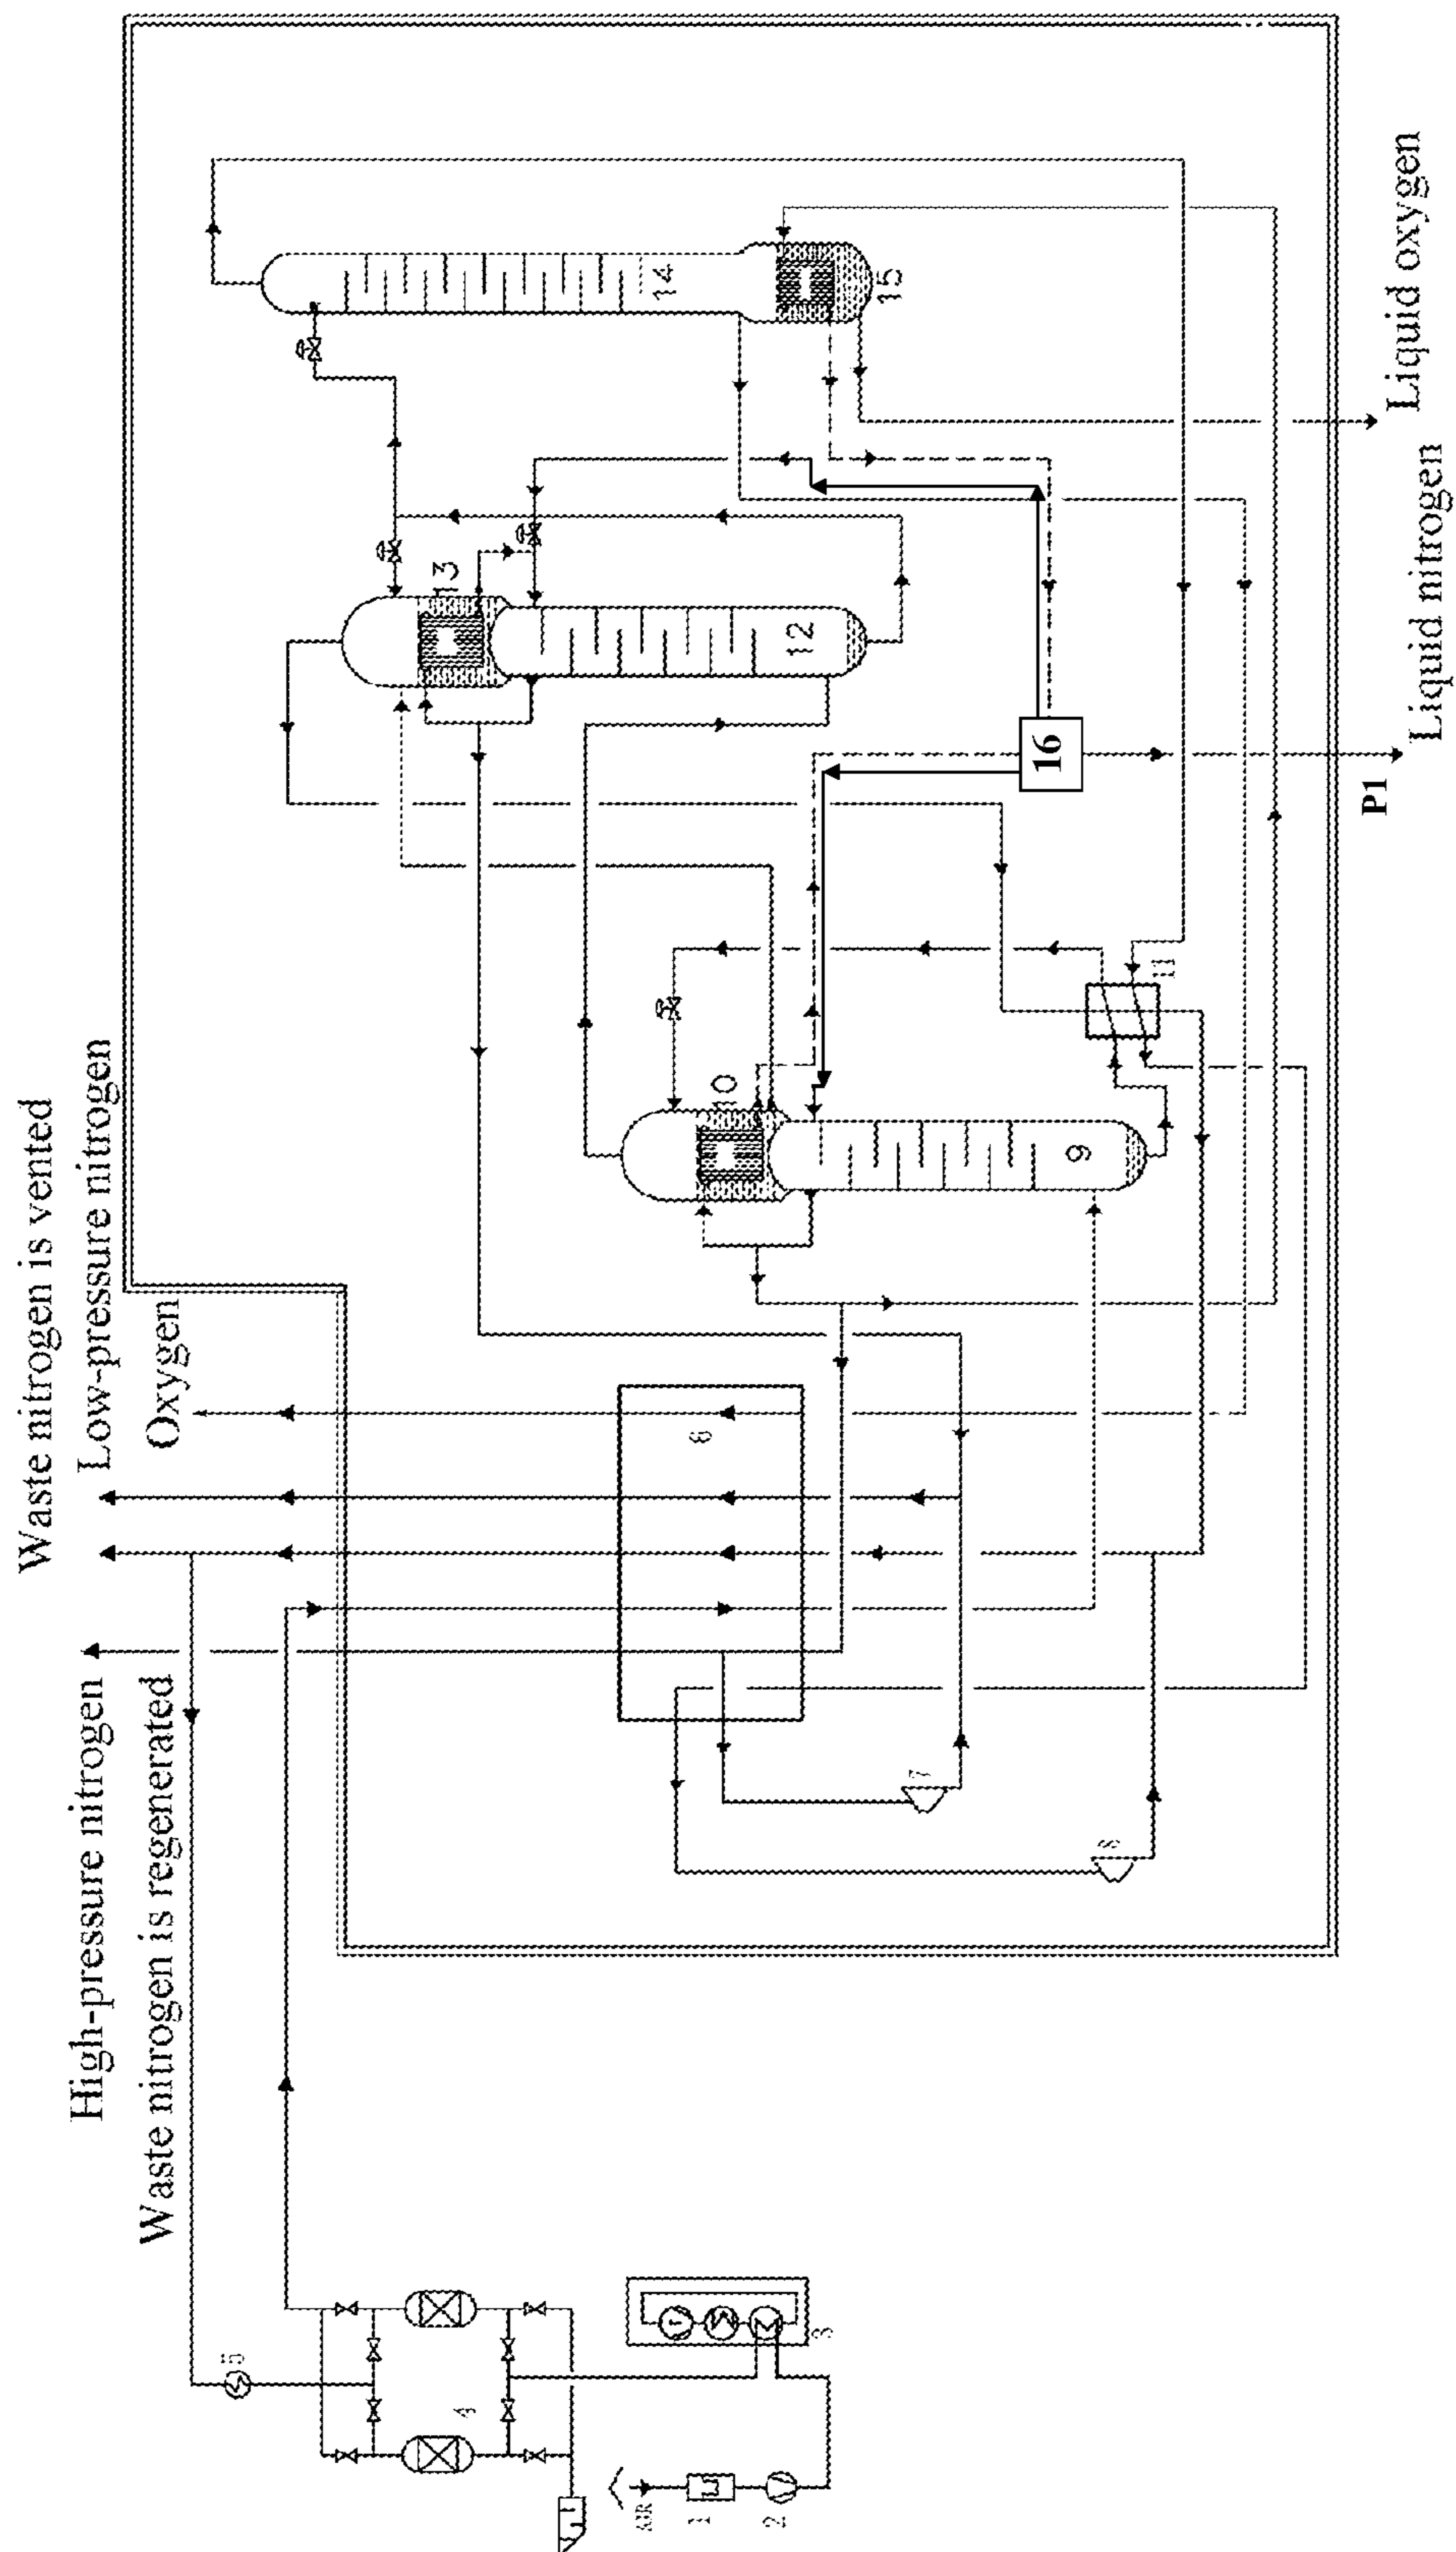 Waste nitrogen is vented
Low-pressure nitrogen
Oxygen
High-pressure nitrogen
Waste nitrogen is regenerated
Liquid oxygen
Liquid nitrogen
P1
AIR
1
2
3
4
5
6
7
8
9
10
11
12
13
14
15
16